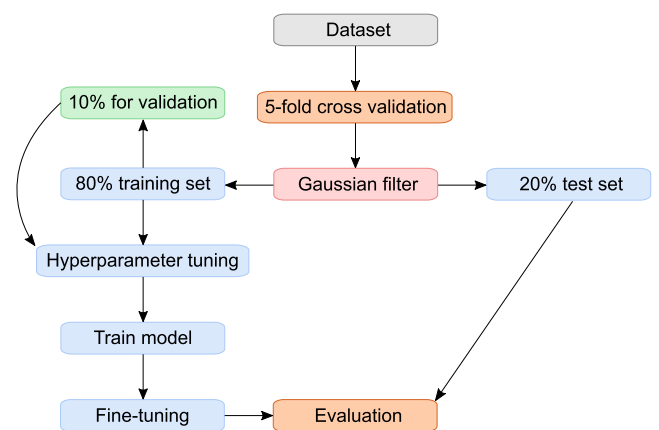 Dataset
10% for validation
5-fold cross validation
80% training set
Gaussian filter
20% test set
Hyperparameter tuning
Train model
Fine-tuning
Evaluation